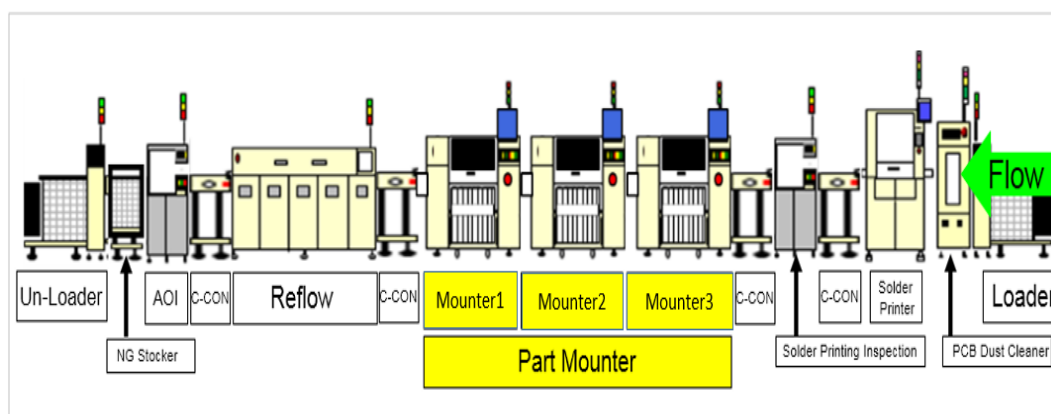 Flow
Un-Loader
AOI
C-CON
Reflow
C-CON
Mounter1
Mounter2
Mounter3
C-CON
C-CON
Solder
Printer
Loader
NG Stocker
Part Mounter
Solder Printing Inspection
PCB Dust Cleaner